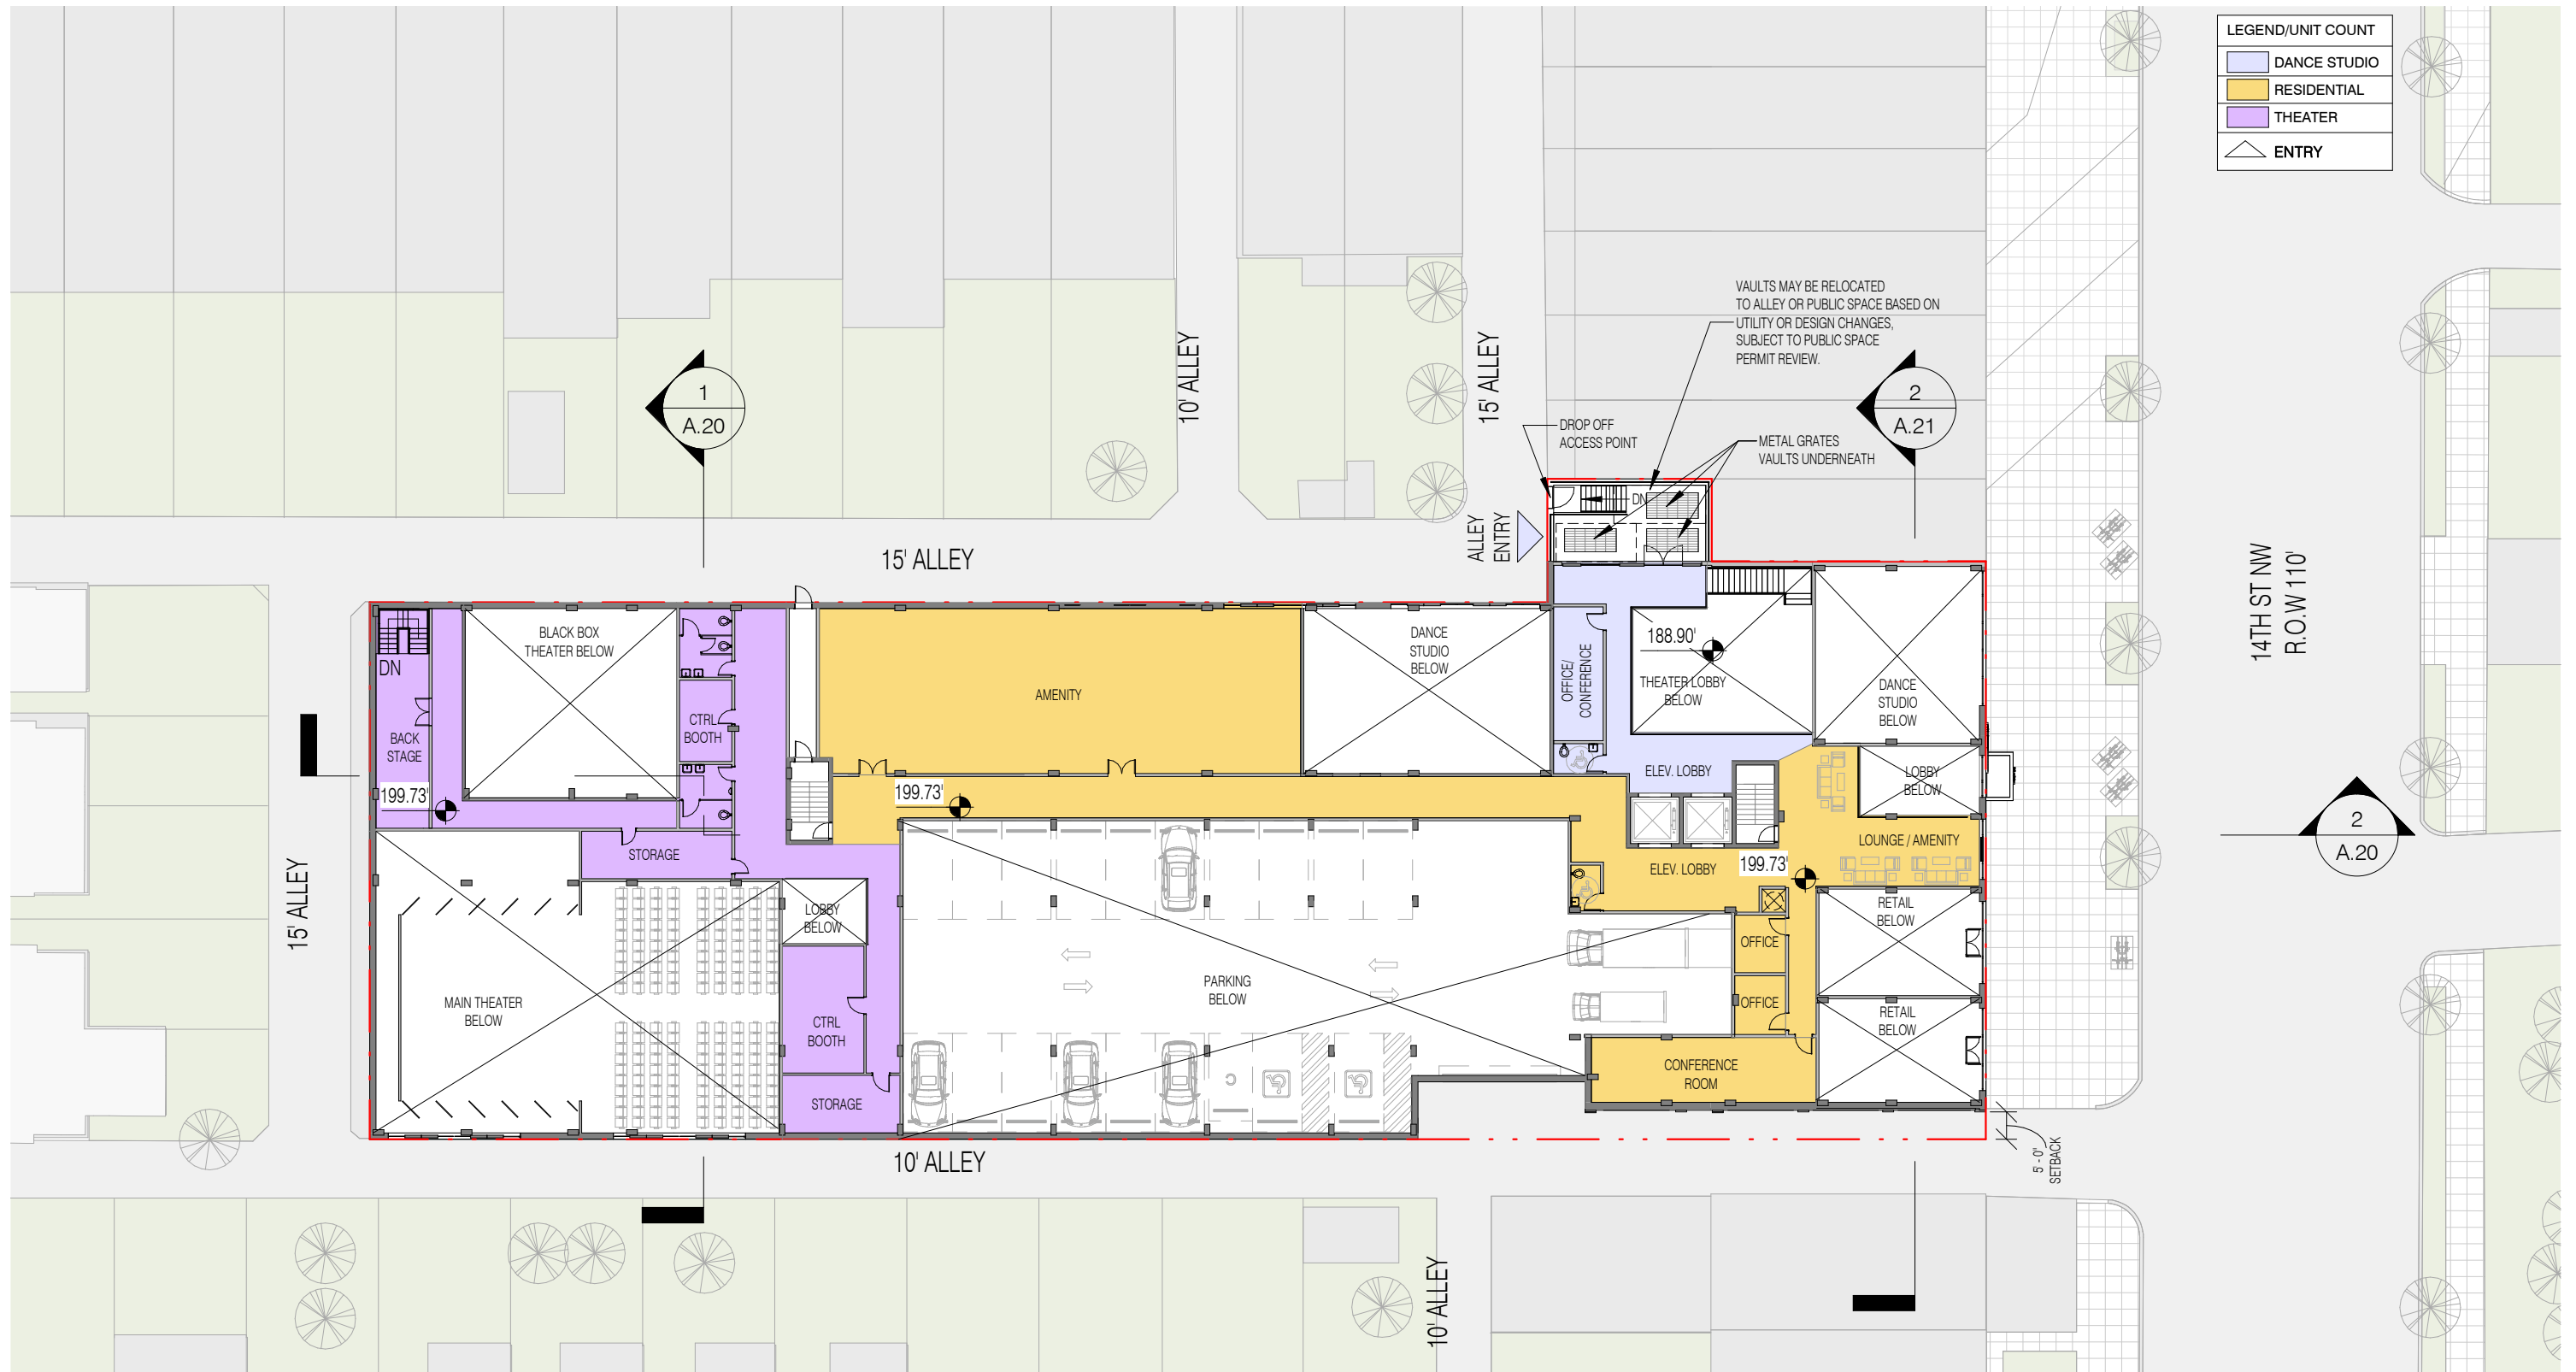 LEGEND/UNIT COUNT
DANCE STUDIO
RESIDENTIAL
THEATER
ENTRY
VAULTS MAY BE RELOCATED
TO ALLEY OR PUBLIC SPACE BASED ON
UTILITY OR DESIGN CHANGES,
SUBJECT TO PUBLIC SPACE
PERMIT REVIEW.
10' ALLEY
15' ALLEY
1
A.20
2
A.21
DROP OFF
ACCESS POINT
METAL GRATES
VAULTS UNDERNEATH
DN
ALLEY
ENTRY
15' ALLEY
14TH ST NW
R.O.W 110'
BLACK BOX
THEATER BELOW
DN
BACK
STAGE
CTRL
BOOTH
199.73'
AMENITY
199.73'
DANCE
STUDIO
BELOW
OFFICE/
CONFERENCE
188.90'
THEATER LOBBY
BELOW
DANCE
STUDIO
BELOW
ELEV. LOBBY
LOBBY
BELOW
LOUNGE / AMENITY
ELEV. LOBBY
199.73'
2
A.20
15' ALLEY
STORAGE
LOBBY
BELOW
MAIN THEATER
BELOW
CTRL
BOOTH
STORAGE
PARKING
BELOW
C
OFFICE
OFFICE
RETAIL
BELOW
RETAIL
BELOW
CONFERENCE
ROOM
10' ALLEY
5' - 0"
SETBACK
10' ALLEY